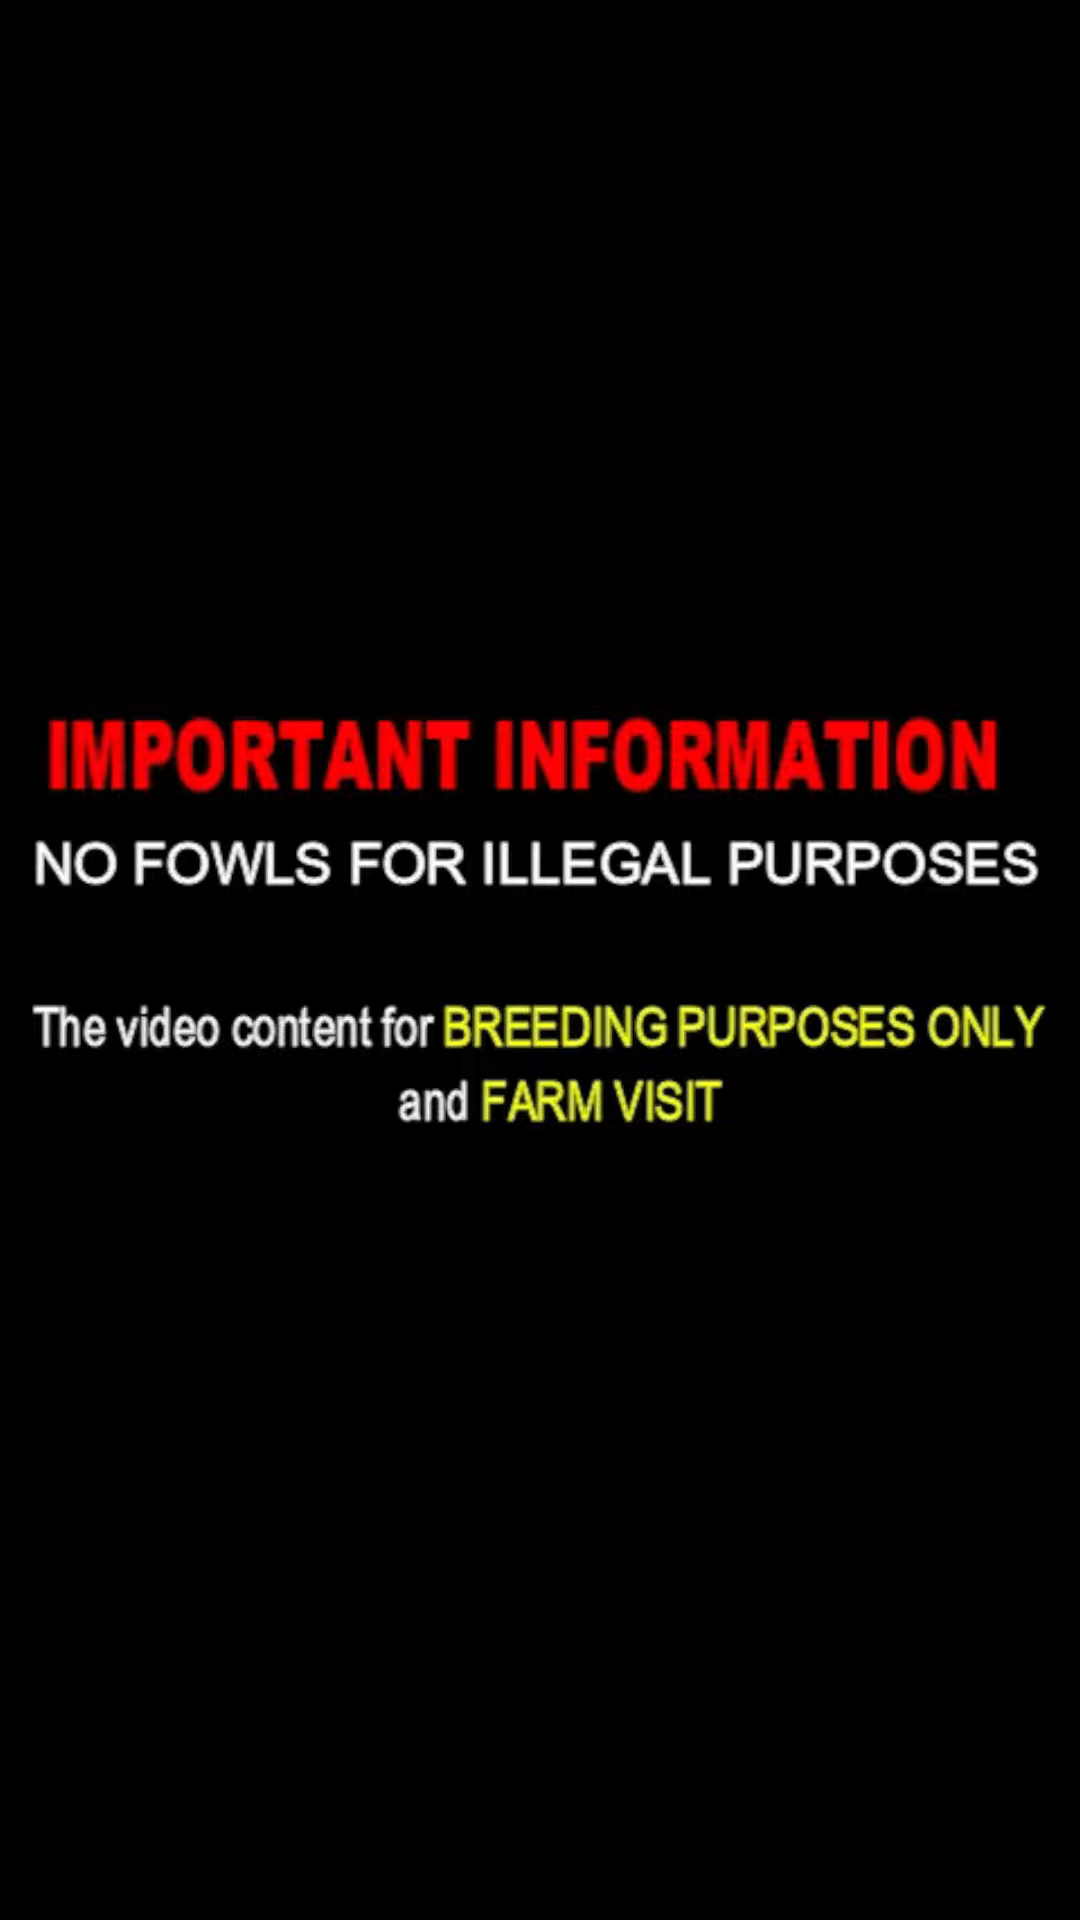 IMPORTANT INFORMATION
NO FOWLS FOR ILLEGAL PURPOSES
The video content for BREEDING PURPOSES ONLY
and FARM VISIT